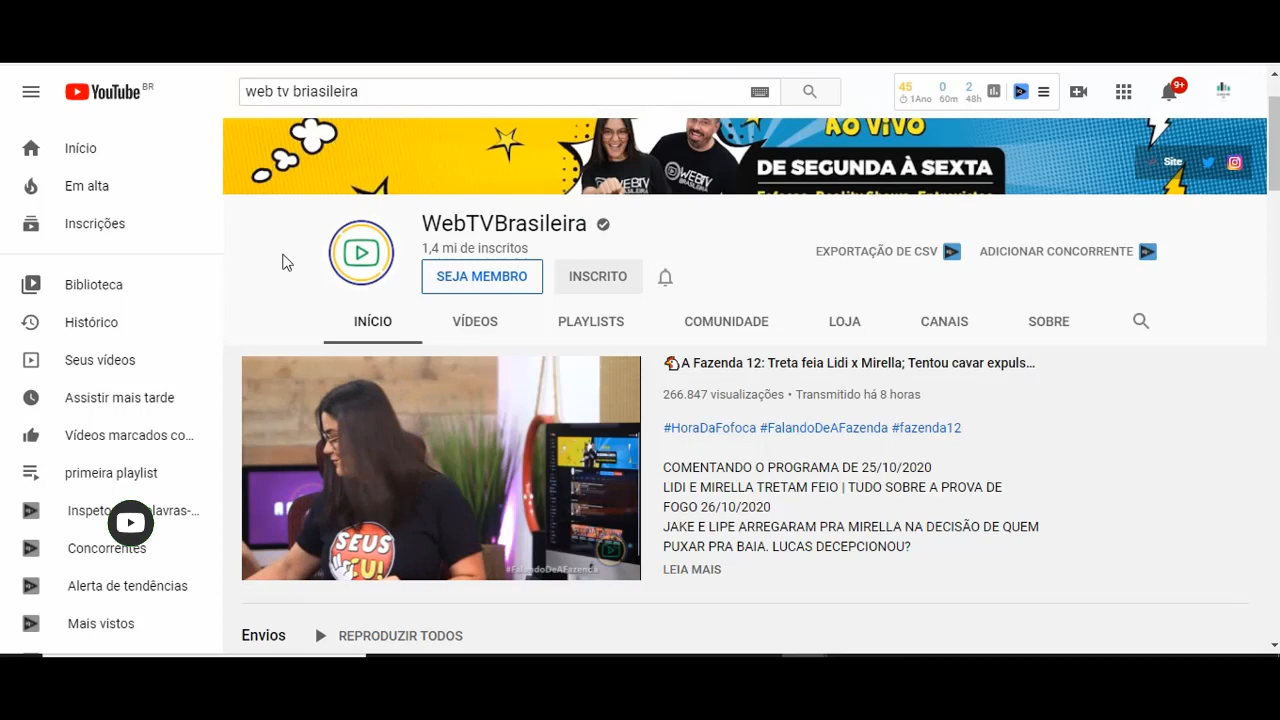 YouTube BR
web tv briasileira
45 0 2
1Ano 60m 48h
9+
Início
Em alta
Inscrições
Biblioteca
Histórico
Seus vídeos
Assistir mais tarde
Vídeos marcados co...
primeira playlist
Concorrentes
Alerta de tendências
Mais vistos
AO VIVO
DE SEGUNDA À SEXTA
WEBTV
WEBTV
Site
WebTVBrasileira
1,4 mi de inscritos
SEJA MEMBRO
INSCRITO
EXPORTAÇÃO DE CSV
ADICIONAR CONCORRENTE
INÍCIO
VÍDEOS
PLAYLISTS
COMUNIDADE
LOJA
CANAIS
SOBRE
SEUS
#FalandoDeAFazenda
A Fazenda 12: Treta feia Lidi x Mirella; Tentou cavar expuls...
266.847 visualizações • Transmitido há 8 horas
#HoraDaFofoca #FalandoDeAFazenda #fazenda12
COMENTANDO O PROGRAMA DE 25/10/2020
LIDI E MIRELLA TRETAM FEIO | TUDO SOBRE A PROVA DE
FOGO 26/10/2020
JAKE E LIPE ARREGARAM PRA MIRELLA NA DECISÃO DE QUEM
PUXAR PRA BAIA. LUCAS DECEPCIONOU?
LEIA MAIS
Envios
REPRODUZIR TODOS